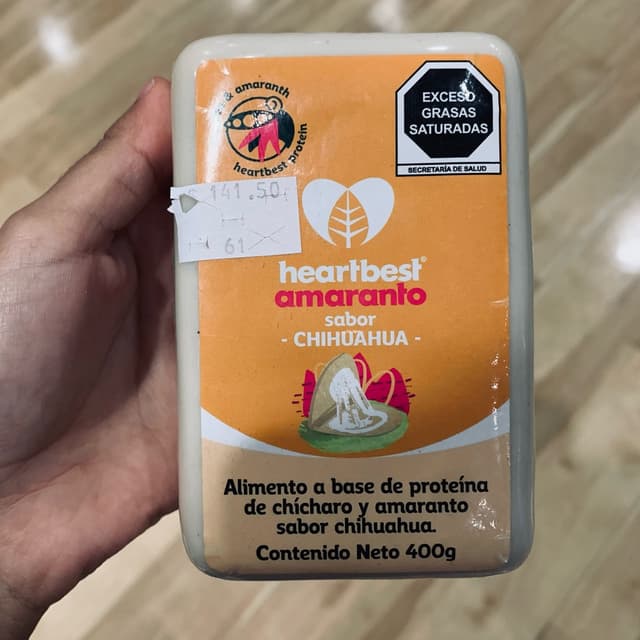 & amaranth
heartbest protein
EXCESO
GRASAS
SATURADAS
SECRETARÍA DE SALUD
141.50
61
heartbest®
amaranto
sabor
- CHIHUAHUA -
Alimento a base de proteína
de chícharo y amaranto
sabor chihuahua.
Contenido Neto 400g